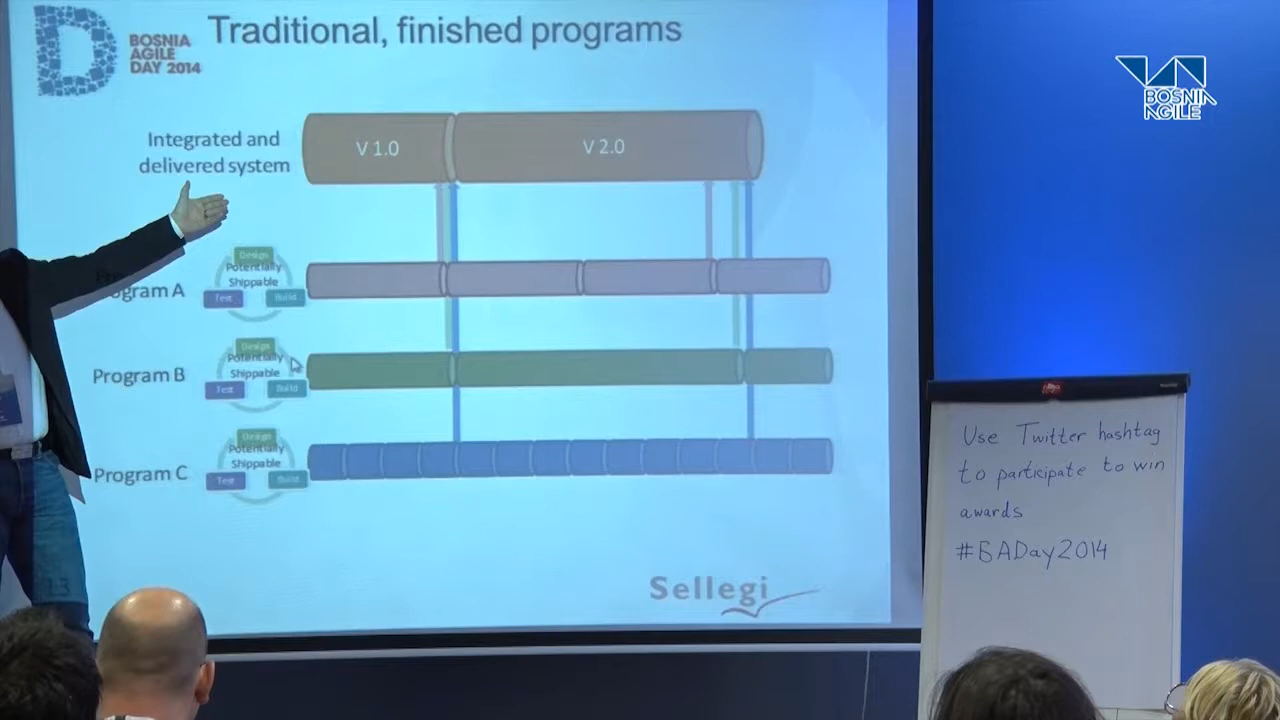 Traditional, finished programs
BOSNIA
AGILE
DAY 2014
Integrated and
delivered system
V 1.0
V 2.0
Design
Potentially
Shippable
Test
Build
ogram A
Design
Potentially
Shippable
Test
Build
Program B
Design
Potentially
Shippable
Test
Build
Program C
13
Sellegi
BOSNIA
AGILE
Use Twitter hashtag
to participate to win
awards
#BADay2014